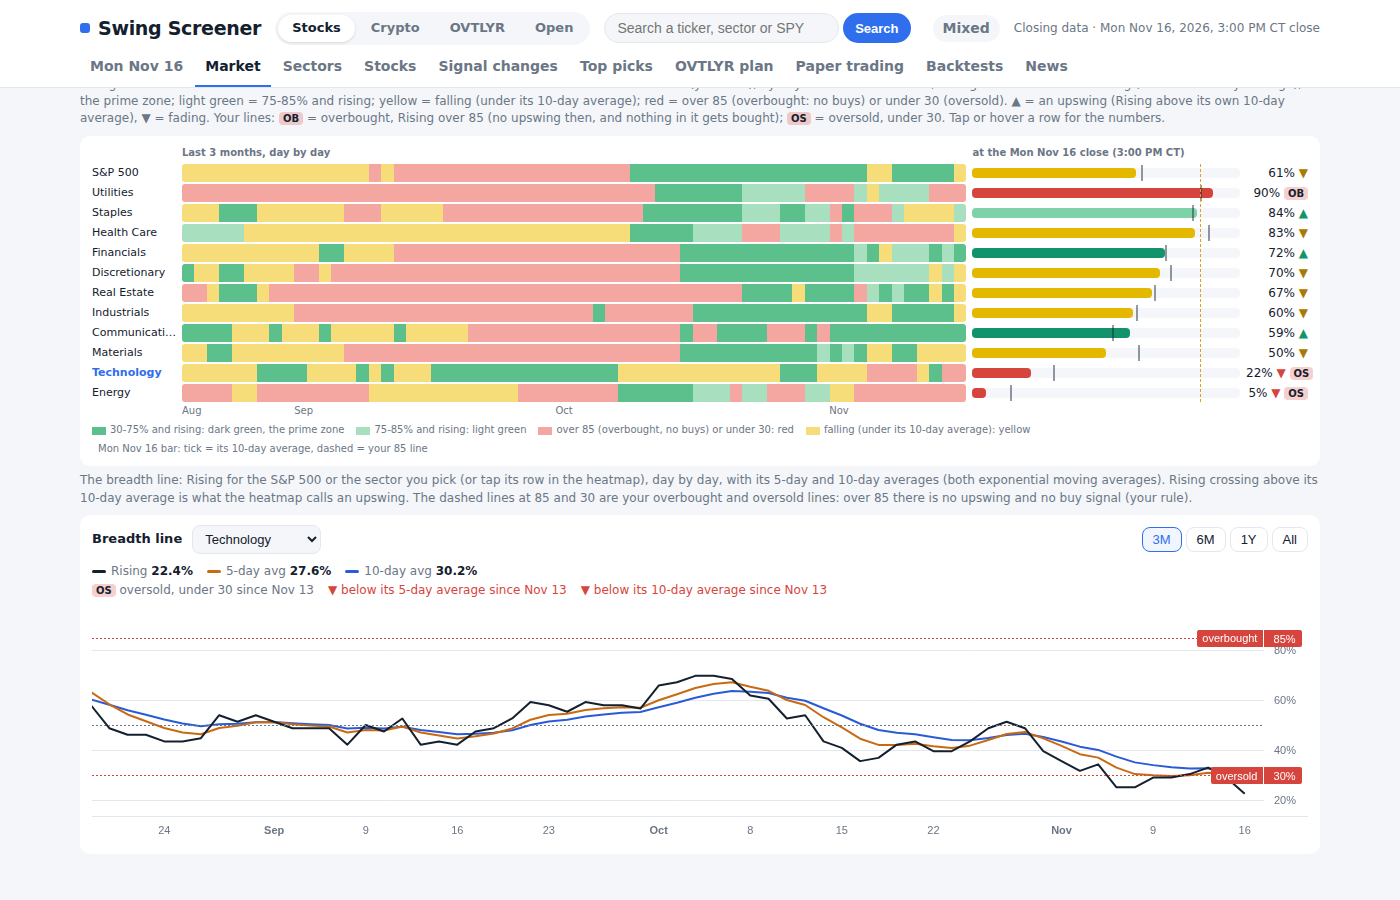 Swing Screener
Stocks
Crypto
OVTLYR
Open
Search a ticker, sector or SPY
Search
Mixed
Closing data · Mon Nov 16, 2026, 3:00 PM CT close
Mon Nov 16
Market
Sectors
Stocks
Signal changes
Top picks
OVTLYR plan
Paper trading
Backtests
News
the prime zone; light green = 75-85% and rising; yellow = falling (under its 10-day average); red = over 85 (overbought: no buys) or under 30 (oversold). ▲ = an upswing (Rising above its own 10-day
average), ▼ = fading. Your lines: OB = overbought, Rising over 85 (no upswing then, and nothing in it gets bought); OS = oversold, under 30. Tap or hover a row for the numbers.
Last 3 months, day by day
at the Mon Nov 16 close (3:00 PM CT)
S&P 500 61% ▼
Utilities 90% OB
Staples 84% ▲
Health Care 83% ▼
Financials 72% ▲
Discretionary 70% ▼
Real Estate 67% ▼
Industrials 60% ▼
Communicati... 59% ▲
Materials 50% ▼
Technology 22% ▼ OS
Energy 5% ▼ OS
Aug Sep Oct Nov
30-75% and rising: dark green, the prime zone
75-85% and rising: light green
over 85 (overbought, no buys) or under 30: red
falling (under its 10-day average): yellow
Mon Nov 16 bar: tick = its 10-day average, dashed = your 85 line
The breadth line: Rising for the S&P 500 or the sector you pick (or tap its row in the heatmap), day by day, with its 5-day and 10-day averages (both exponential moving averages). Rising crossing above its
10-day average is what the heatmap calls an upswing. The dashed lines at 85 and 30 are your overbought and oversold lines: over 85 there is no upswing and no buy signal (your rule).
Breadth line
Technology
3M
6M
1Y
All
Rising 22.4% 5-day avg 27.6% 10-day avg 30.2%
OS oversold, under 30 since Nov 13 ▼ below its 5-day average since Nov 13 ▼ below its 10-day average since Nov 13
overbought 85%
80%
60%
40%
oversold 30%
20%
24 Sep 9 16 23 Oct 8 15 22 Nov 9 16